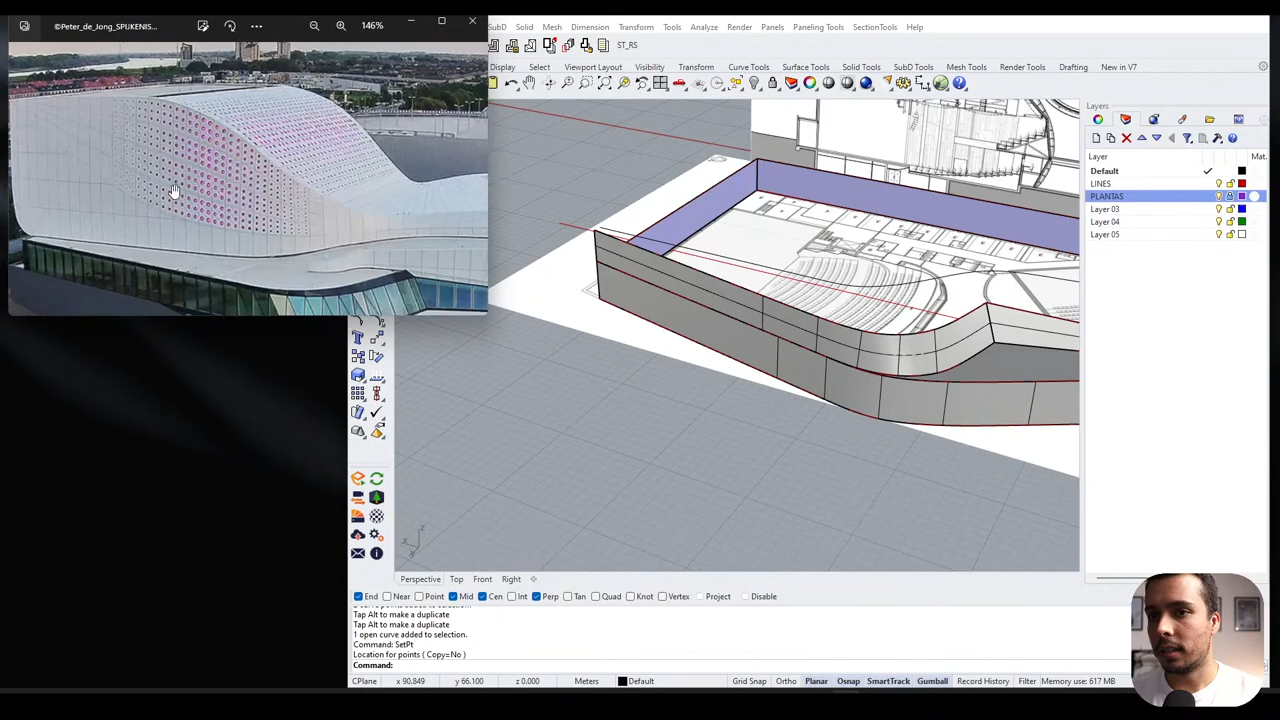 ©Peter_de_Jong_SPIJKENIS...
146%
SubD Solid Mesh Dimension Transform Tools Analyze Render Panels Paneling Tools SectionTools Help
ST_RS
Display Select Viewport Layout Visibility Transform Curve Tools Surface Tools Solid Tools SubD Tools Mesh Tools Render Tools Drafting New in V7
Layers
Layer Mat.
Default
LINES
PLANTAS
Layer 03
Layer 04
Layer 05
z
x
y
Perspective Top Front Right
End Near Point Mid Cen Int Perp Tan Quad Knot Vertex Project Disable
Tap Alt to make a duplicate
Tap Alt to make a duplicate
1 open curve added to selection.
Command: SetPt
Location for points ( Copy=No )
Command:
CPlane x 90.849 y 66.100 z 0.000 Meters Default Grid Snap Ortho Planar Osnap SmartTrack Gumball Record History Filter Memory use: 617 MB